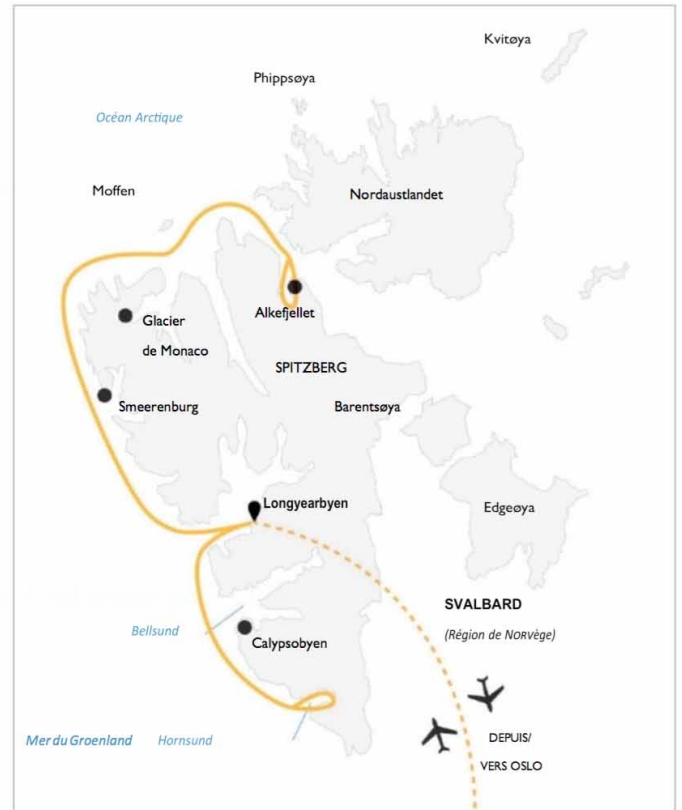 Kvitøya
Phippsøya
Océan Arctique
Moffen
Nordaustlandet
Alkefjellet
Glacier
de Monaco
SPITZBERG
Smeerenburg
Barentsøya
Longyearbyen
Edgeøya
SVALBARD
(Région de Norvège)
Bellsund
Calypsobyen
Mer du Groenland
Hornsund
DEPUIS/
VERS OSLO